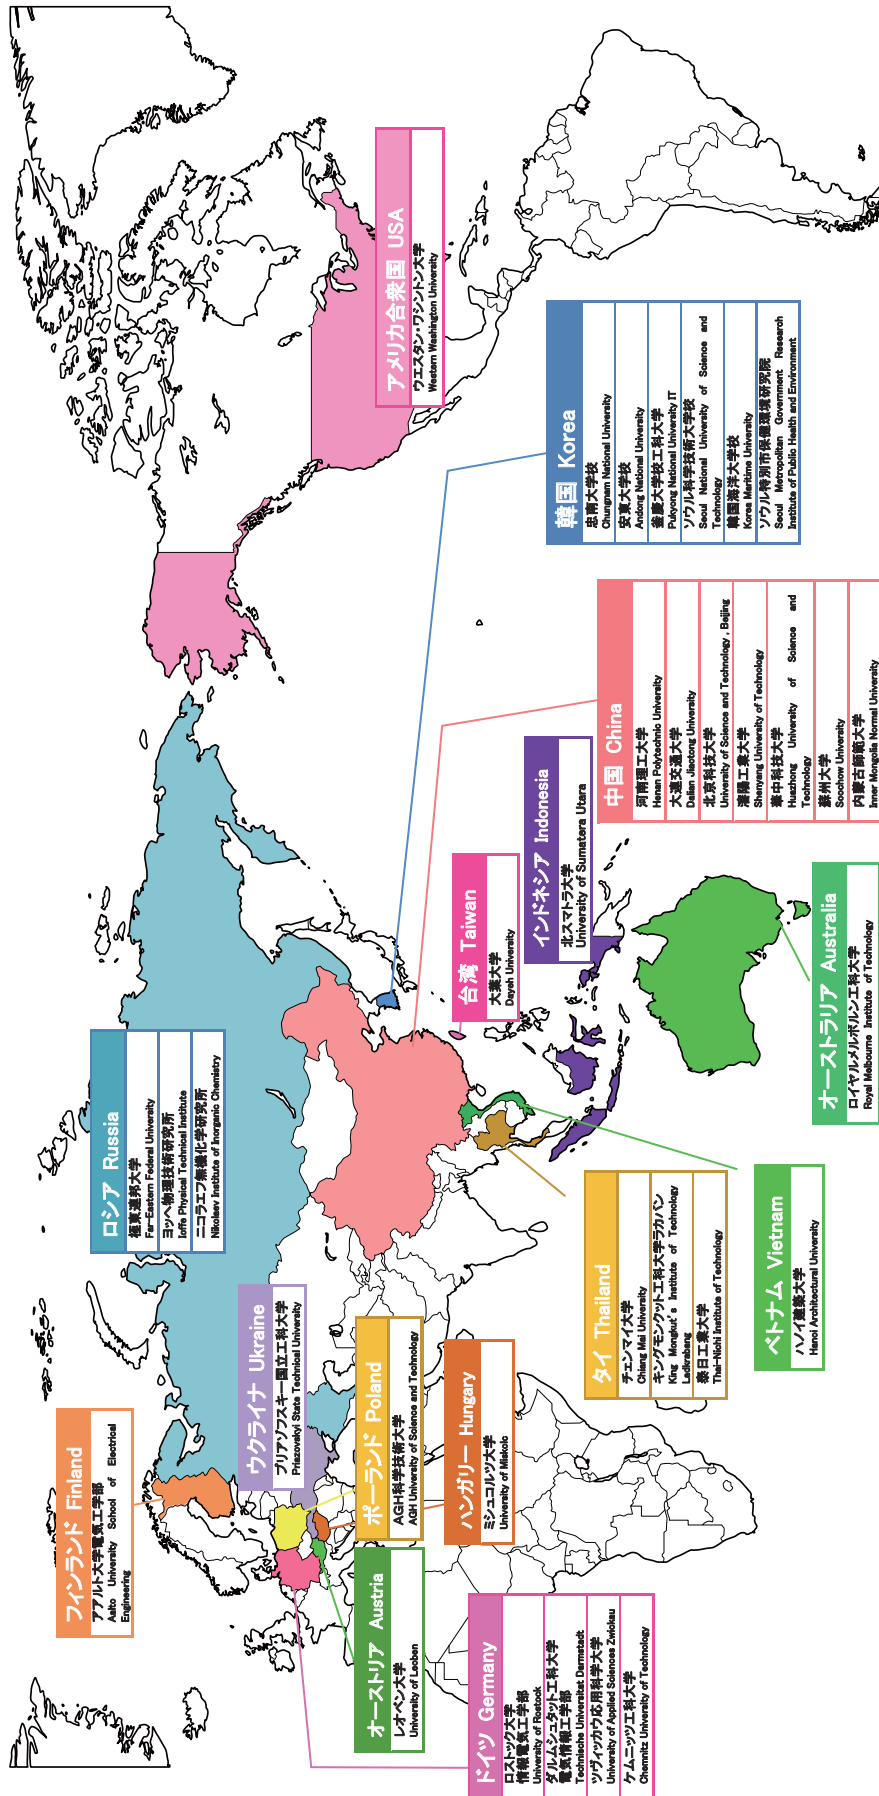 フィンランド Finland
アアルト大学電気工学部
Aalto University School of Electrical
Engineering
ロシア Russia
極東連邦大学
Far-Eastern Federal University
ヨッヘ物理技術研究所
Ioffe Physical Technical Institute
ニコラエフ無機化学研究所
Nikolaev Institute of Inorganic Chemistry
ウクライナ Ukraine
プリアゾフスキー国立工科大学
Priazovskyi State Technical University
ポーランド Poland
AGH科学技術大学
AGH University of Science and Technology
ハンガリー Hungary
ミシュコルツ大学
University of Miskolc
オーストリア Austria
レオベン大学
University of Leoben
ドイツ Germany
ロストック大学
情報電気工学部
University of Rostock
ダルムシュタット工科大学
電気情報工学部
Technische Universitat Darmstadt
ツヴィッカウ応用科学大学
University of Applied Sciences Zwickau
ケムニッツ工科大学
Chemnitz University of Technology
アメリカ合衆国 USA
ウエスタン・ワシントン大学
Western Washington University
韓国 Korea
忠南大学校
Chungnam National University
安東大学校
Andong National University
釜慶大学校工科大学
Pukyong National University IT
ソウル科学技術大学校
Seoul National University of Science and
Technology
韓国海洋大学校
Korea Maritime University
ソウル特別市保健環境研究院
Seoul Metropolitan Government Research
Institute of Public Health and Environment
中国 China
河南理工大学
Henan Polytechnic University
大連交通大学
Dalian Jiaotong University
北京科技大学
University of Science and Technology , Beijing
瀋陽工業大学
Shenyang University of Technology
華中科技大学
Huazhong University of Science and
Technology
蘇州大学
Soochow University
内蒙古師範大学
Inner Mongolia Normal University
台湾 Taiwan
大葉大学
Dayeh University
インドネシア Indonesia
北スマトラ大学
University of Sumatera Utara
タイ Thailand
チェンマイ大学
Chiang Mai University
キングモンクット工科大学ラカバン
King Mongkut's Institute of Technology
Ladkrabang
泰日工業大学
Thai-Nichi Institute of Technology
ベトナム Vietnam
ハノイ建築大学
Hanoi Architectural University
オーストラリア Australia
ロイヤルメルボルン工科大学
Royal Melbourne Institute of Technology